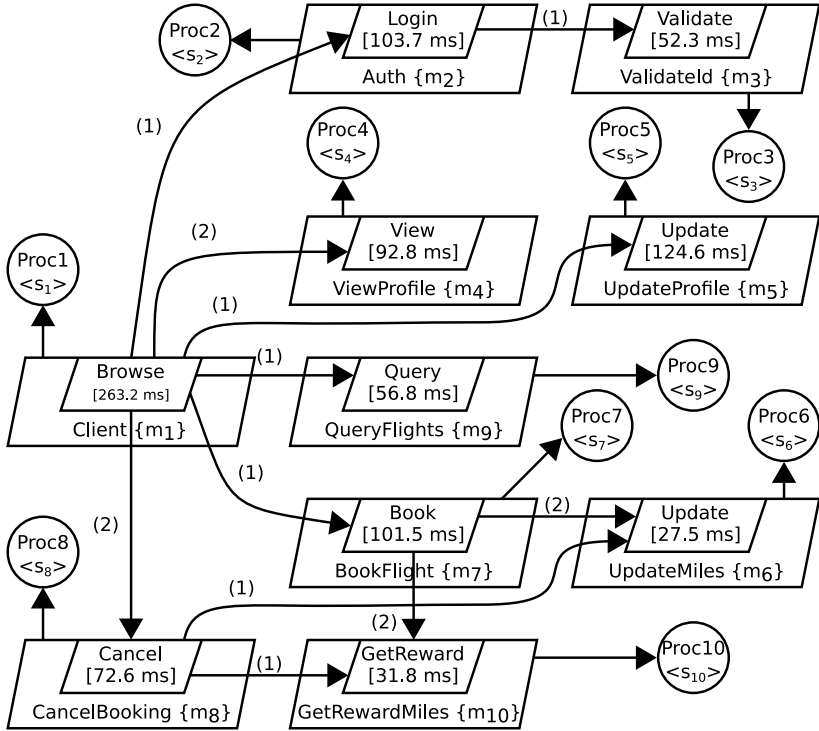 Proc2
<s2>
Login
[103.7 ms]
Auth {m2}
(1)
Validate
[52.3 ms]
ValidateId {m3}
(1)
Proc4
<s4>
Proc5
<s5>
Proc3
<s3>
(2)
View
[92.8 ms]
ViewProfile {m4}
Update
[124.6 ms]
UpdateProfile {m5}
Proc1
<s1>
(1)
Browse
[263.2 ms]
Client {m1}
(1)
Query
[56.8 ms]
QueryFlights {m9}
Proc9
<s9>
Proc7
<s7>
Proc6
<s6>
(1)
Book
[101.5 ms]
BookFlight {m7}
(2)
Update
[27.5 ms]
UpdateMiles {m6}
(2)
Proc8
<s8>
(1)
(2)
Cancel
[72.6 ms]
CancelBooking {m8}
(1)
GetReward
[31.8 ms]
GetRewardMiles {m10}
Proc10
<s10>